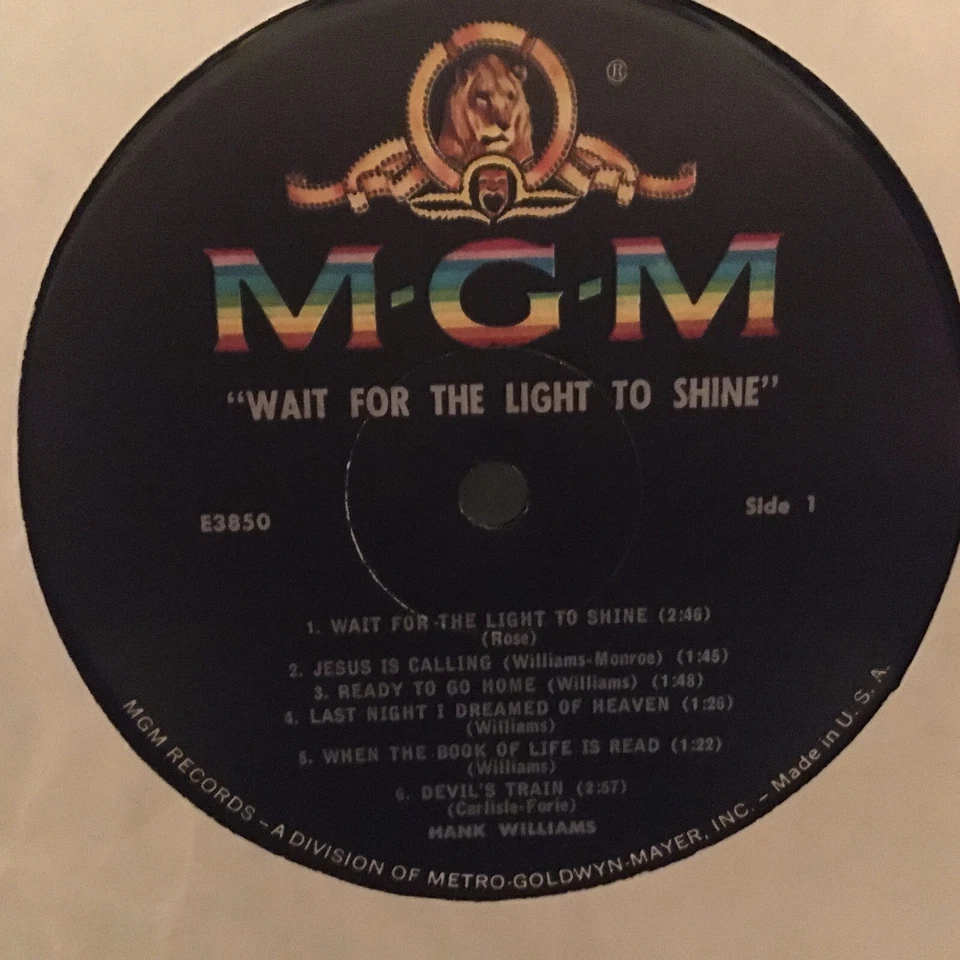 ®
M·G·M
“WAIT FOR THE LIGHT TO SHINE”
E3850
Side 1
1. WAIT FOR THE LIGHT TO SHINE (2:46)
(Rose)
2. JESUS IS CALLING (Williams-Monroe) (1:45)
3. READY TO GO HOME (Williams) (1:48)
4. LAST NIGHT I DREAMED OF HEAVEN (1:26)
(Williams)
5. WHEN THE BOOK OF LIFE IS READ (1:22)
(Williams)
6. DEVIL'S TRAIN (2:57)
(Carlisle-Forie)
HANK WILLIAMS
MGM RECORDS – A DIVISION OF METRO-GOLDWYN-MAYER, INC. – Made in U. S. A.